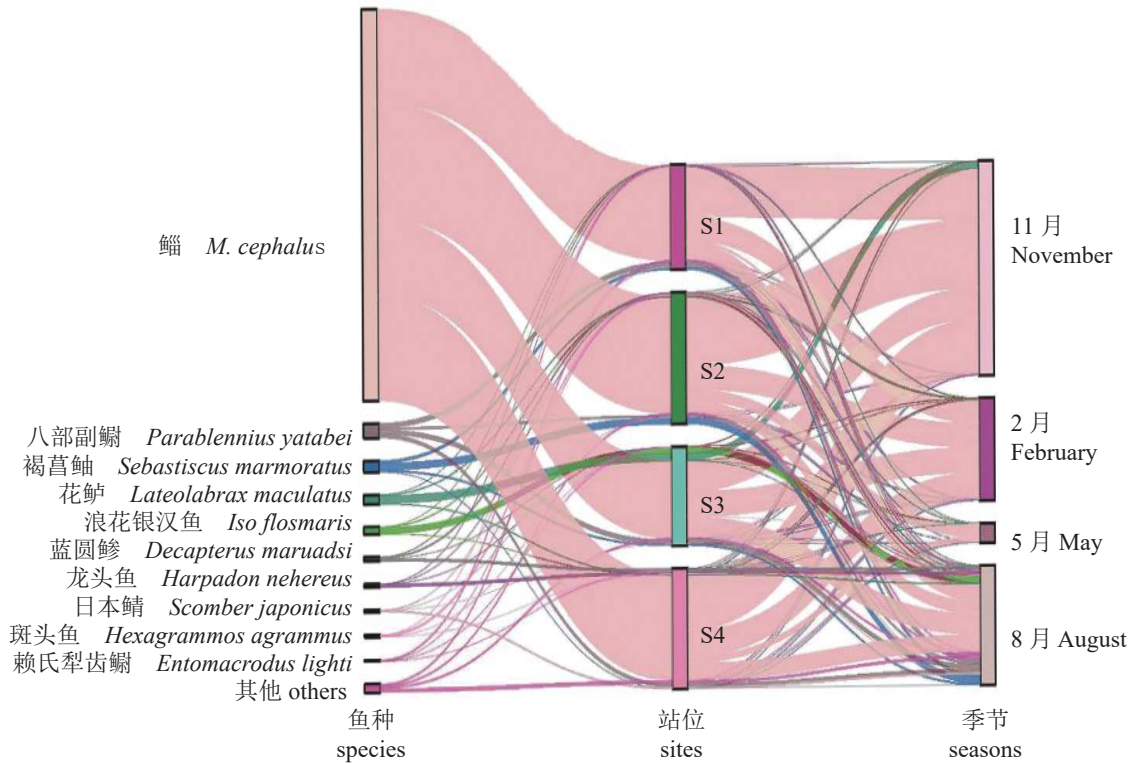 鲻 M. cephalus
八部副鳚 Parablennius yatabei
褐菖鲉 Sebastiscus marmoratus
花鲈 Lateolabrax maculatus
浪花银汉鱼 Iso flosmaris
蓝圆鲹 Decapterus maruadsi
龙头鱼 Harpadon nehereus
日本鲭 Scomber japonicus
斑头鱼 Hexagrammos agrammus
赖氏犁齿鳚 Entomacrodus lighti
其他 others
鱼种
species
S1
S2
S3
S4
站位
sites
11 月
November
2 月
February
5 月 May
8 月 August
季节
seasons